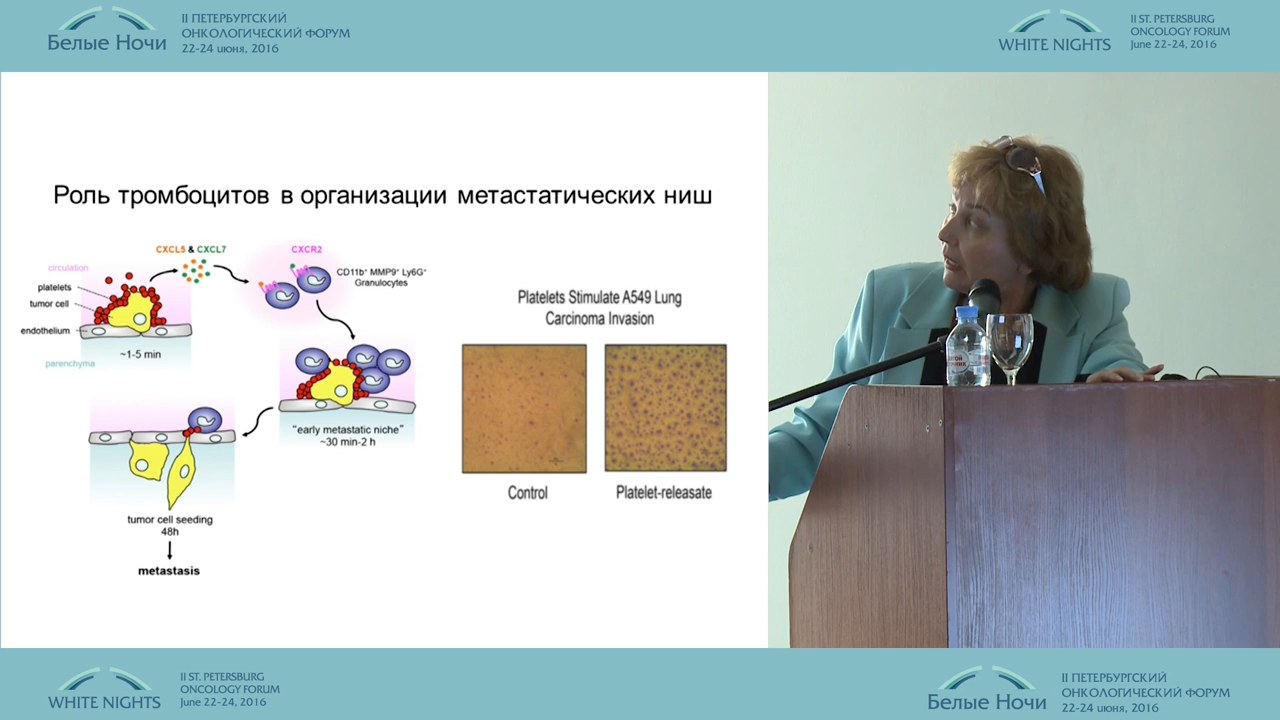 Белые Ночи
II ПЕТЕРБУРГСКИЙ
ОНКОЛОГИЧЕСКИЙ ФОРУМ
22-24 июня, 2016
WHITE NIGHTS
II ST. PETERSBURG
ONCOLOGY FORUM
June 22-24, 2016
Роль тромбоцитов в организации метастатических ниш
CXCL5 & CXCL7
CXCR2
circulation
platelets
tumor cell
endothelium
parenchyma
~1-5 min
CD11b+ MMP9+ Ly6G+
Granulocytes
"early metastatic niche"
~30 min-2 h
tumor cell seeding
48h
metastasis
Platelets Stimulate A549 Lung
Carcinoma Invasion
Control
Platelet-releasate
WHITE NIGHTS
II ST. PETERSBURG
ONCOLOGY FORUM
June 22-24, 2016
Белые Ночи
II ПЕТЕРБУРГСКИЙ
ОНКОЛОГИЧЕСКИЙ ФОРУМ
22-24 июня, 2016